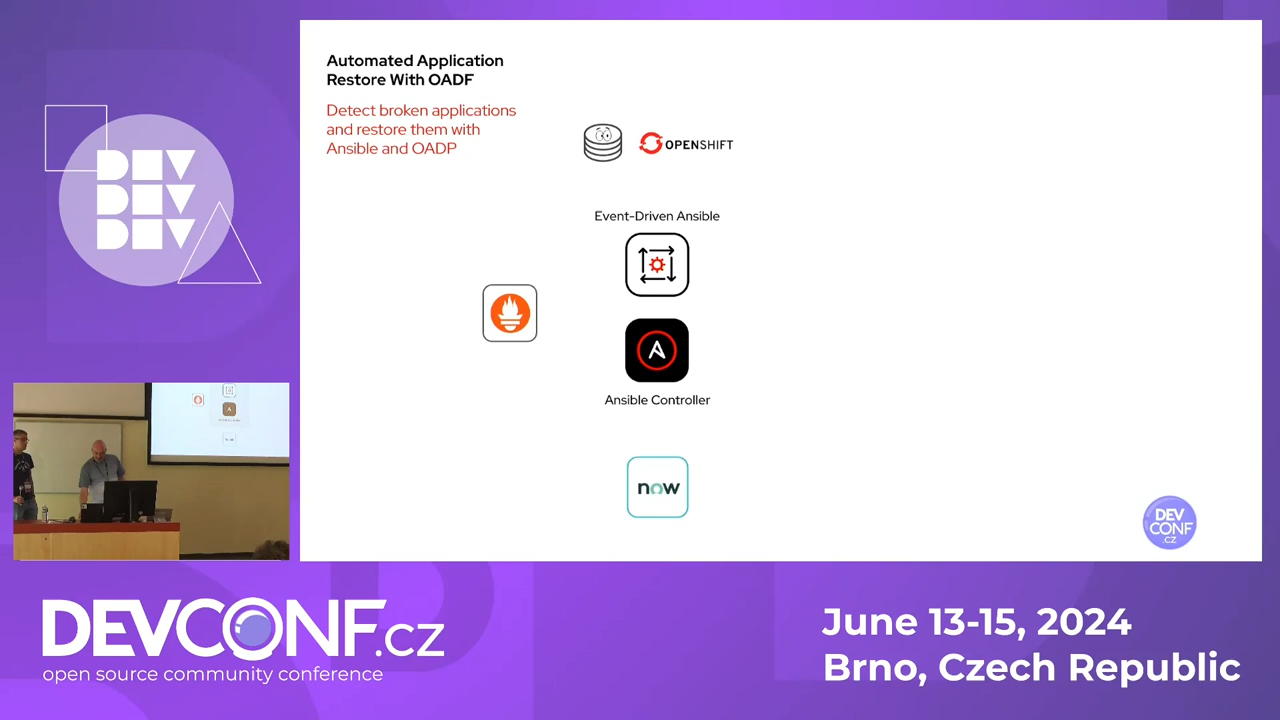 Automated Application
Restore With OADF
Detect broken applications
and restore them with
Ansible and OADP
OPENSHIFT
Event-Driven Ansible
Ansible Controller
now
DEV
CONF
.CZ
DEV
DEV
DEV
DEVCONF.cz
open source community conference
June 13-15, 2024
Brno, Czech Republic